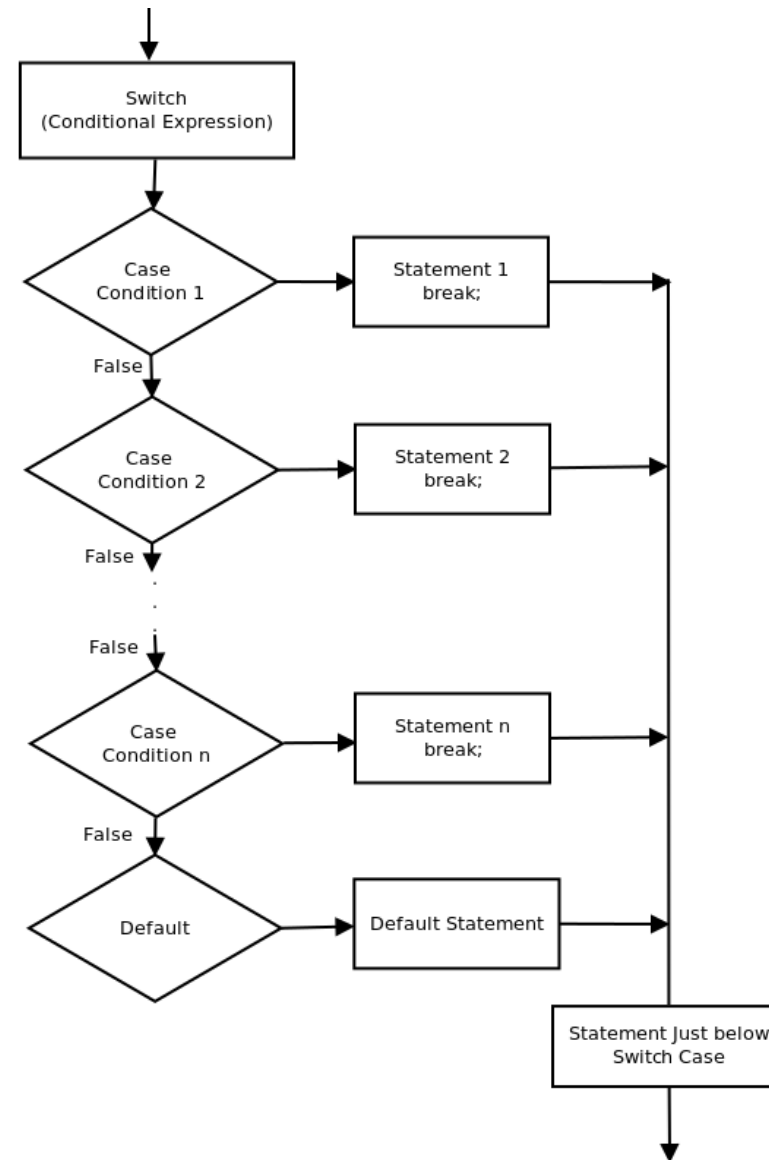 Switch
(Conditional Expression)
Case
Condition 1
Statement 1
break;
False
Case
Condition 2
Statement 2
break;
False
.
.
.
False
Case
Condition n
Statement n
break;
False
Default
Default Statement
Statement Just below
Switch Case